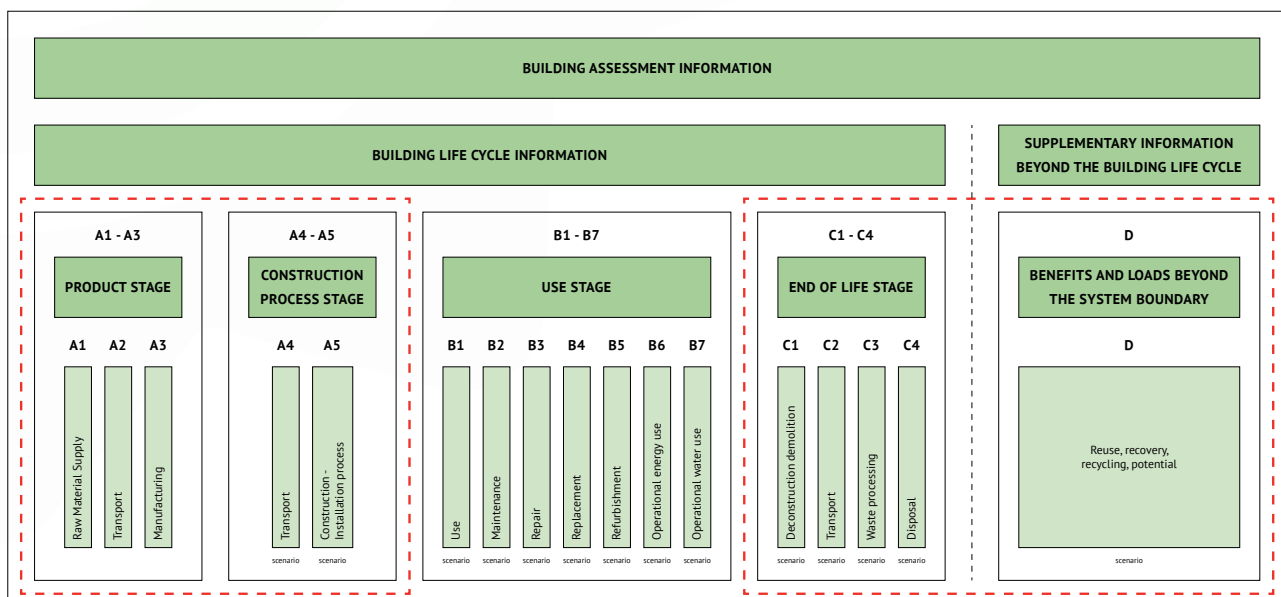 BUILDING ASSESSMENT INFORMATION
BUILDING LIFE CYCLE INFORMATION
SUPPLEMENTARY INFORMATION
BEYOND THE BUILDING LIFE CYCLE
A1 - A3
PRODUCT STAGE
A1 A2 A3
Raw Material Supply
Transport
Manufacturing
A4 - A5
CONSTRUCTION
PROCESS STAGE
A4 A5
Transport
Construction -
Installation process
scenario scenario
B1 - B7
USE STAGE
B1 B2 B3 B4 B5 B6 B7
Use
Maintenance
Repair
Replacement
Refurbishment
Operational energy use
Operational water use
scenario scenario scenario scenario scenario scenario scenario
C1 - C4
END OF LIFE STAGE
C1 C2 C3 C4
Deconstruction demolition
Transport
Waste processing
Disposal
scenario scenario scenario scenario
D
BENEFITS AND LOADS BEYOND
THE SYSTEM BOUNDARY
D
Reuse, recovery,
recycling, potential
scenario